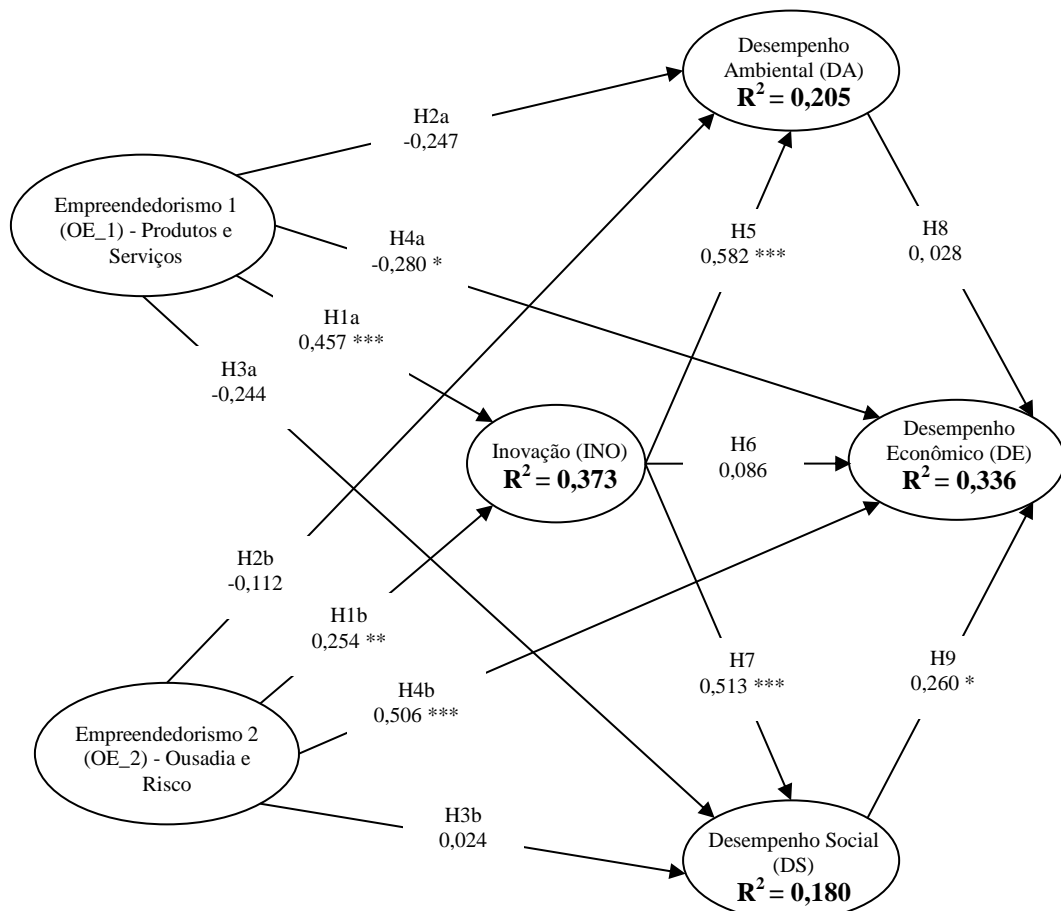 Desempenho
Ambiental (DA)
R² = 0,205
H2a
-0,247
Empreendedorismo 1
(OE_1) - Produtos e
Serviços
H4a
-0,280 *
H5
0,582 ***
H8
0, 028
H1a
0,457 ***
H3a
-0,244
Inovação (INO)
R² = 0,373
H6
0,086
Desempenho
Econômico (DE)
R² = 0,336
H2b
-0,112
H1b
0,254 **
H4b
0,506 ***
H7
0,513 ***
H9
0,260 *
Empreendedorismo 2
(OE_2) - Ousadia e
Risco
H3b
0,024
Desempenho Social
(DS)
R² = 0,180